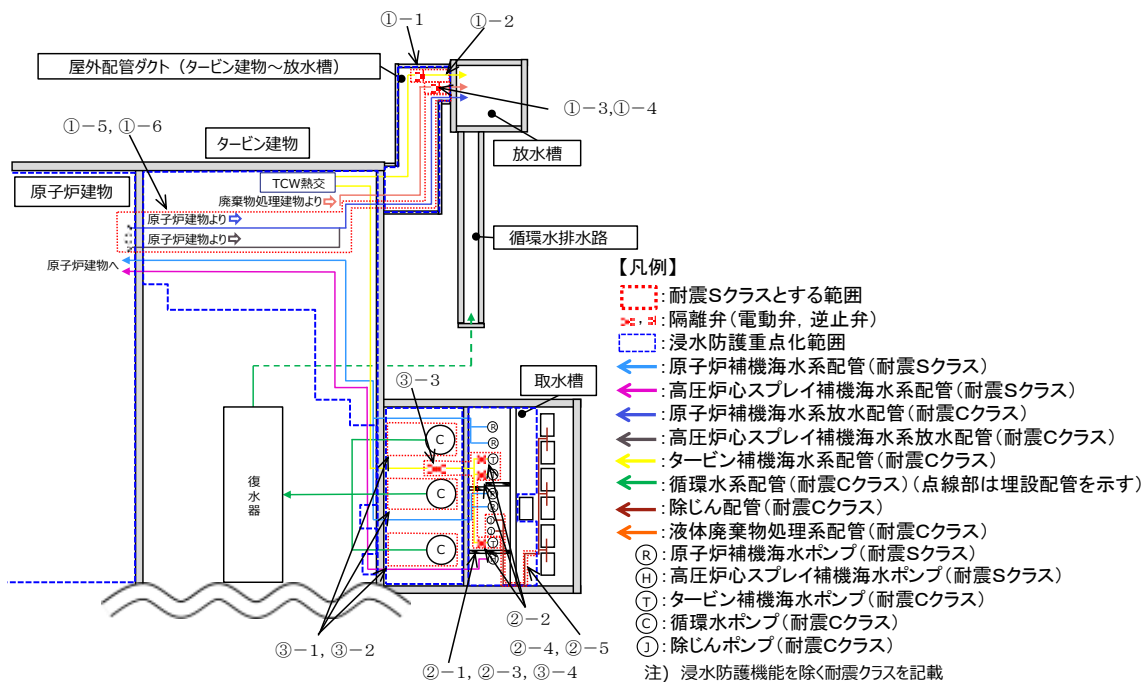 ①-1
①-2
屋外配管ダクト（タービン建物～放水槽）
①-3,①-4
①-5, ①-6
タービン建物
放水槽
原子炉建物
TCW熱交
廃棄物処理建物より
原子炉建物より
原子炉建物より
原子炉建物へ
循環水排水路
【凡例】
：耐震Sクラスとする範囲
，：隔離弁（電動弁，逆止弁）
：浸水防護重点化範囲
：原子炉補機海水系配管（耐震Sクラス）
：高圧炉心スプレイ補機海水系配管（耐震Sクラス）
：原子炉補機海水系放水配管（耐震Cクラス）
：高圧炉心スプレイ補機海水系放水配管（耐震Cクラス）
：タービン補機海水系配管（耐震Cクラス）
：循環水系配管（耐震Cクラス）（点線部は埋設配管を示す）
：除じん配管（耐震Cクラス）
：液体廃棄物処理系配管（耐震Cクラス）
Ⓡ：原子炉補機海水ポンプ（耐震Sクラス）
Ⓗ：高圧炉心スプレイ補機海水ポンプ（耐震Sクラス）
Ⓣ：タービン補機海水ポンプ（耐震Cクラス）
Ⓒ：循環水ポンプ（耐震Cクラス）
Ⓙ：除じんポンプ（耐震Cクラス）
注） 浸水防護機能を除く耐震クラスを記載
取水槽
③-3
復水器
Ⓒ
Ⓒ
Ⓒ
Ⓡ
Ⓡ
Ⓣ
Ⓙ
Ⓙ
Ⓣ
②-2
③-1, ③-2
②-4, ②-5
②-1, ②-3, ③-4